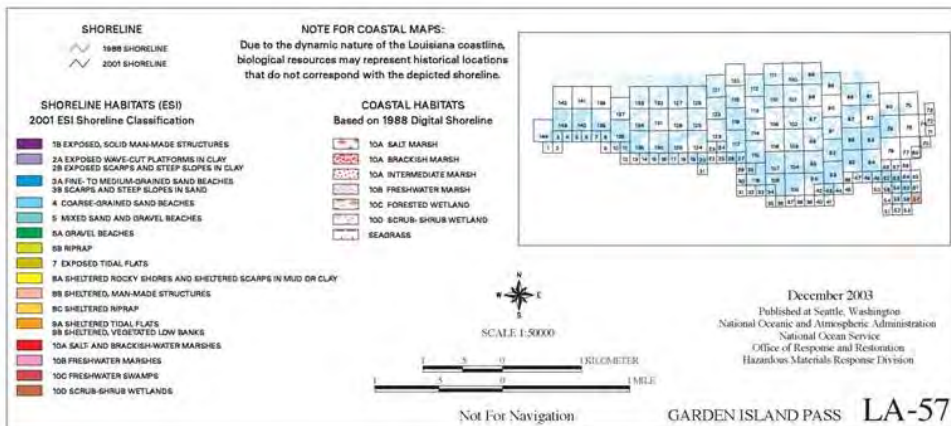 SHORELINE
1988 SHORELINE
2001 SHORELINE
NOTE FOR COASTAL MAPS:
Due to the dynamic nature of the Louisiana coastline,
biological resources may represent historical locations
that do not correspond with the depicted shoreline.
SHORELINE HABITATS (ESI)
2001 ESI Shoreline Classification
1B EXPOSED, SOLID MAN-MADE STRUCTURES
2A EXPOSED WAVE-CUT PLATFORMS IN CLAY
2B EXPOSED SCARPS AND STEEP SLOPES IN CLAY
3A FINE- TO MEDIUM-GRAINED SAND BEACHES
3B SCARPS AND STEEP SLOPES IN SAND
4 COARSE-GRAINED SAND BEACHES
5 MIXED SAND AND GRAVEL BEACHES
6A GRAVEL BEACHES
6B RIPRAP
7 EXPOSED TIDAL FLATS
8A SHELTERED ROCKY SHORES AND SHELTERED SCARPS IN MUD OR CLAY
8B SHELTERED, MAN-MADE STRUCTURES
8C SHELTERED RIPRAP
9A SHELTERED TIDAL FLATS
9B SHELTERED, VEGETATED LOW BANKS
10A SALT- AND BRACKISH-WATER MARSHES
10B FRESHWATER MARSHES
10C FRESHWATER SWAMPS
10D SCRUB-SHRUB WETLANDS
COASTAL HABITATS
Based on 1988 Digital Shoreline
10A SALT MARSH
10A BRACKISH MARSH
10A INTERMEDIATE MARSH
10B FRESHWATER MARSH
10C FORESTED WETLAND
10D SCRUB- SHRUB WETLAND
SEAGRASS
N
W E
S
SCALE 1:50000
1 .5 0 1 KILOMETER
1 .5 0 1 MILE
Not For Navigation
December 2003
Published at Seattle, Washington
National Oceanic and Atmospheric Administration
National Ocean Service
Office of Response and Restoration
Hazardous Materials Response Division
GARDEN ISLAND PASS LA-57